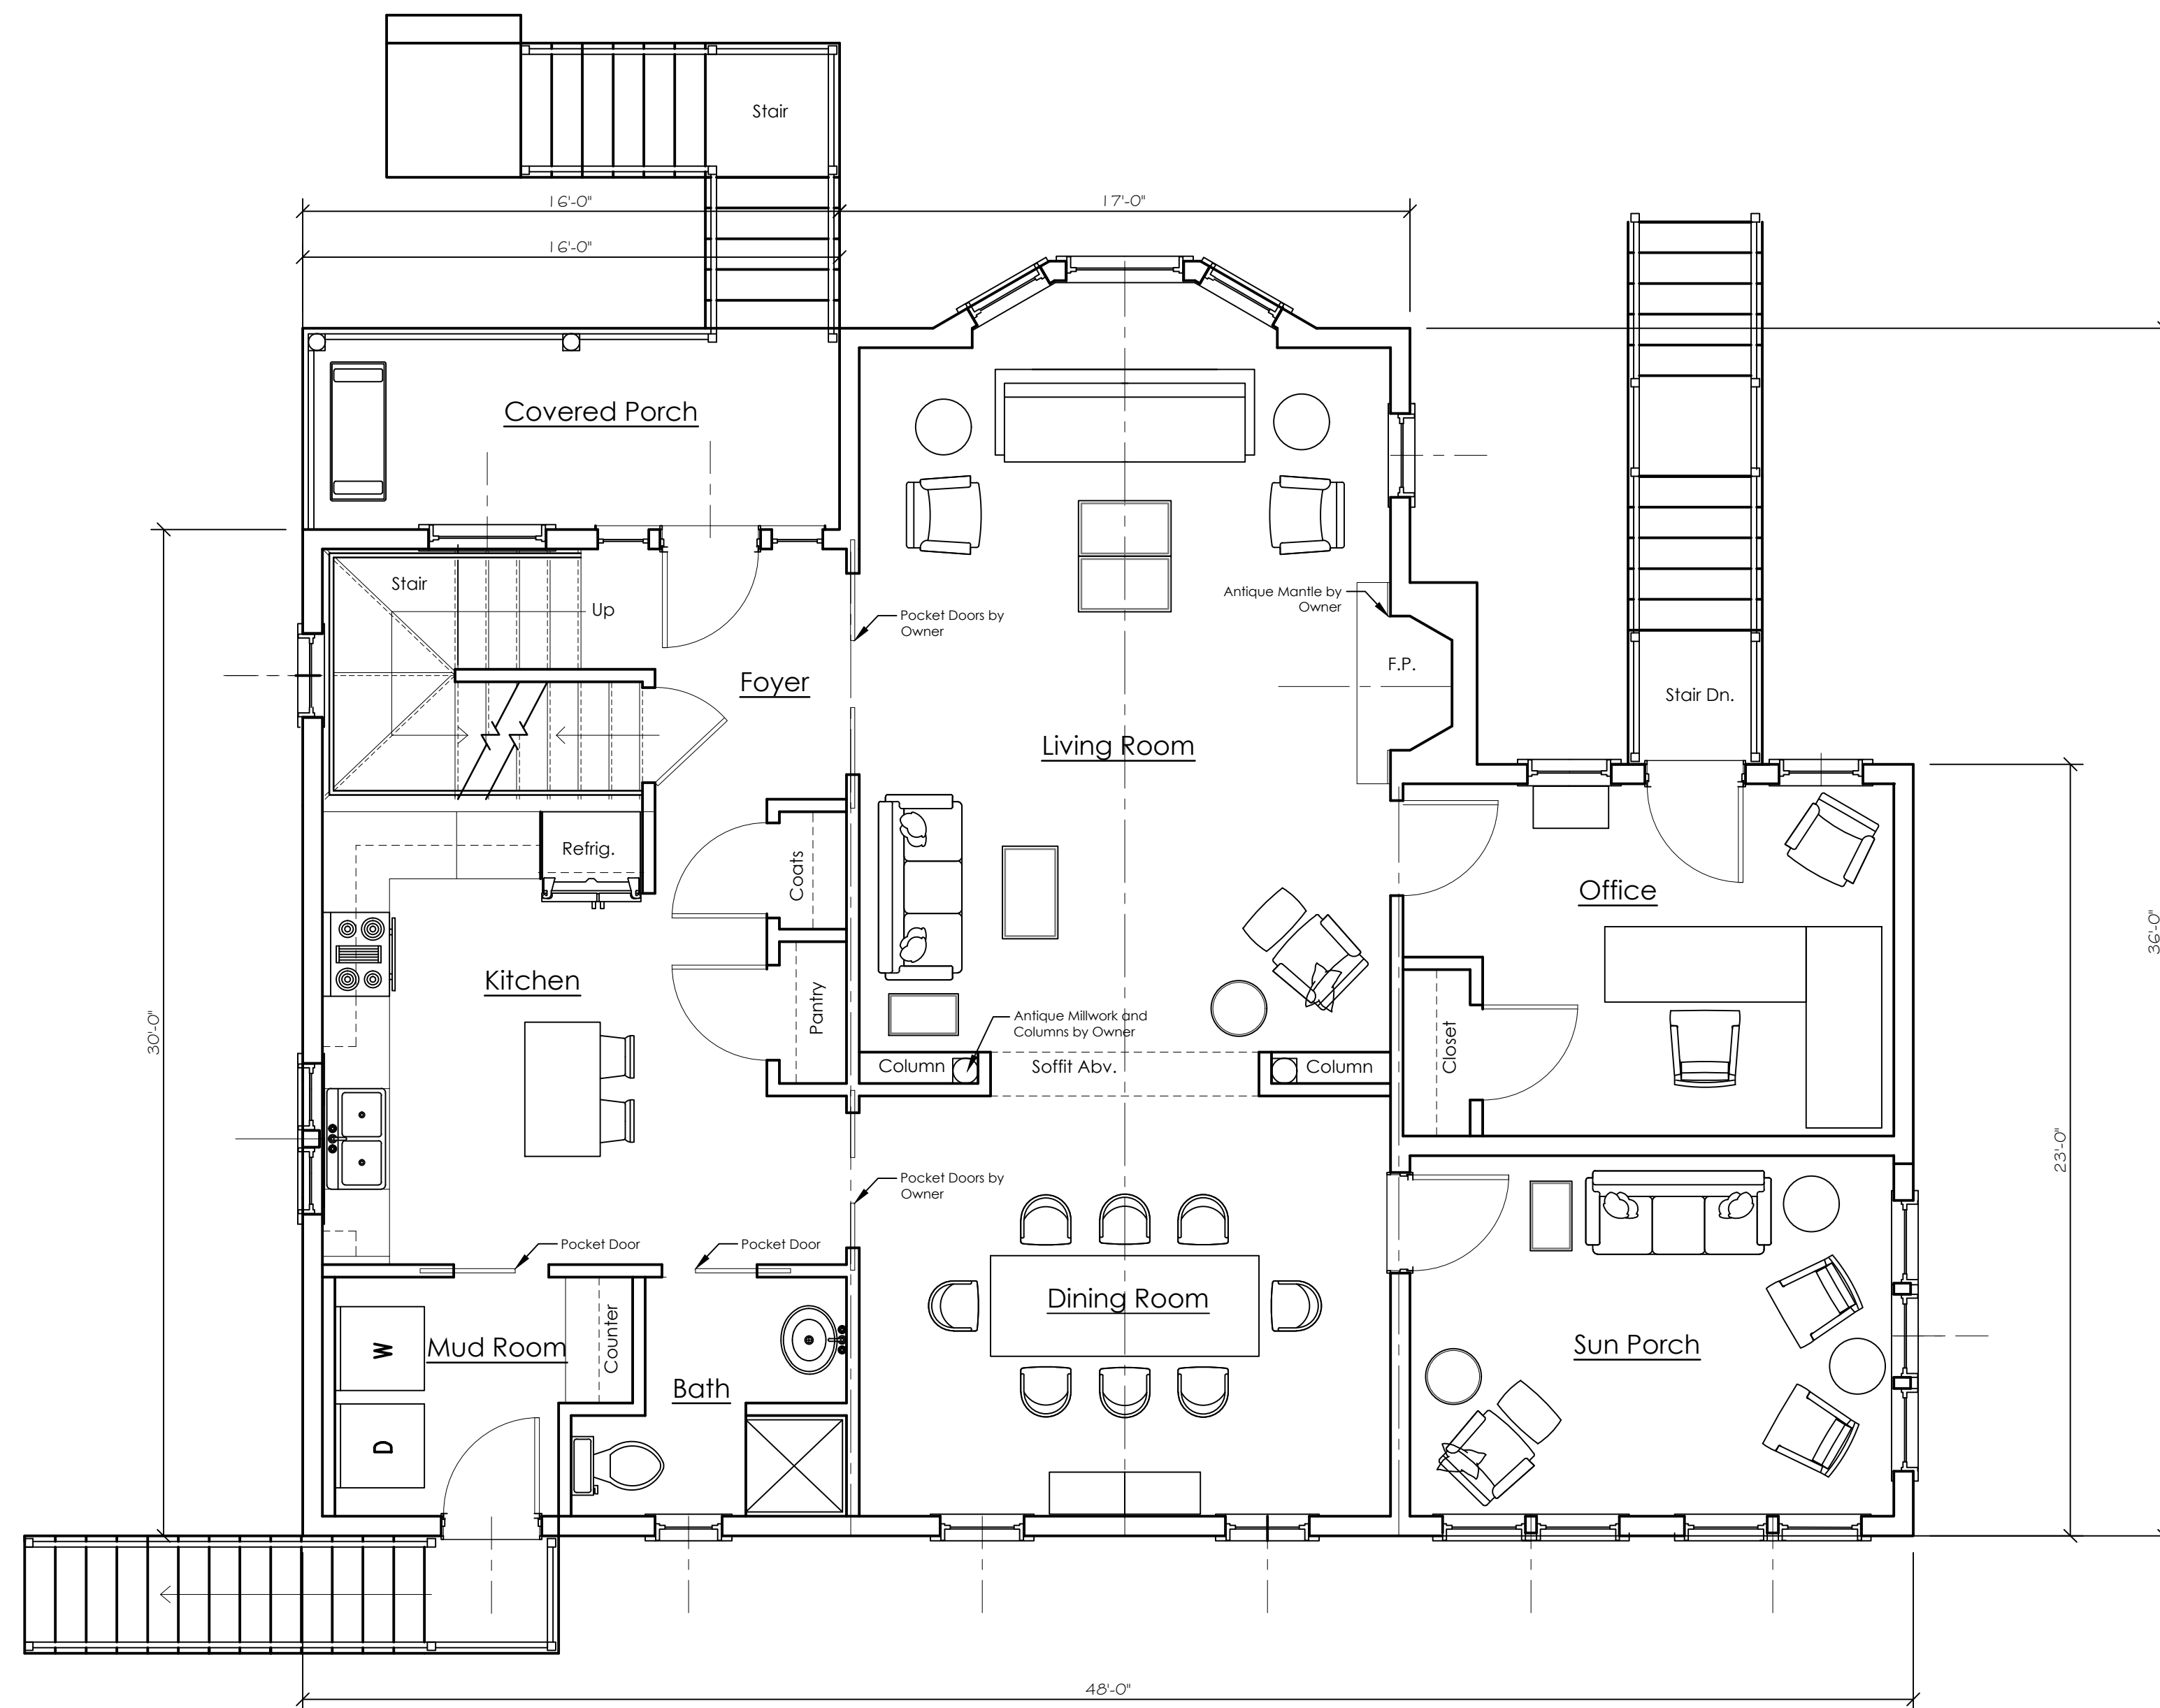 Stair
16'-0"
17'-0"
16'-0"
Covered Porch
Stair
Up
Pocket Doors by
Owner
Antique Mantle by
Owner
Foyer
F.P.
Stair Dn.
Living Room
Refrig.
Coats
Office
36'-0"
Kitchen
Pantry
30'-0"
Antique Millwork and
Columns by Owner
Column
Soffit Abv.
Column
Closet
23'-0"
Pocket Doors by
Owner
Pocket Door
Pocket Door
Dining Room
Counter
Mud Room
W
Sun Porch
Bath
D
48'-0"